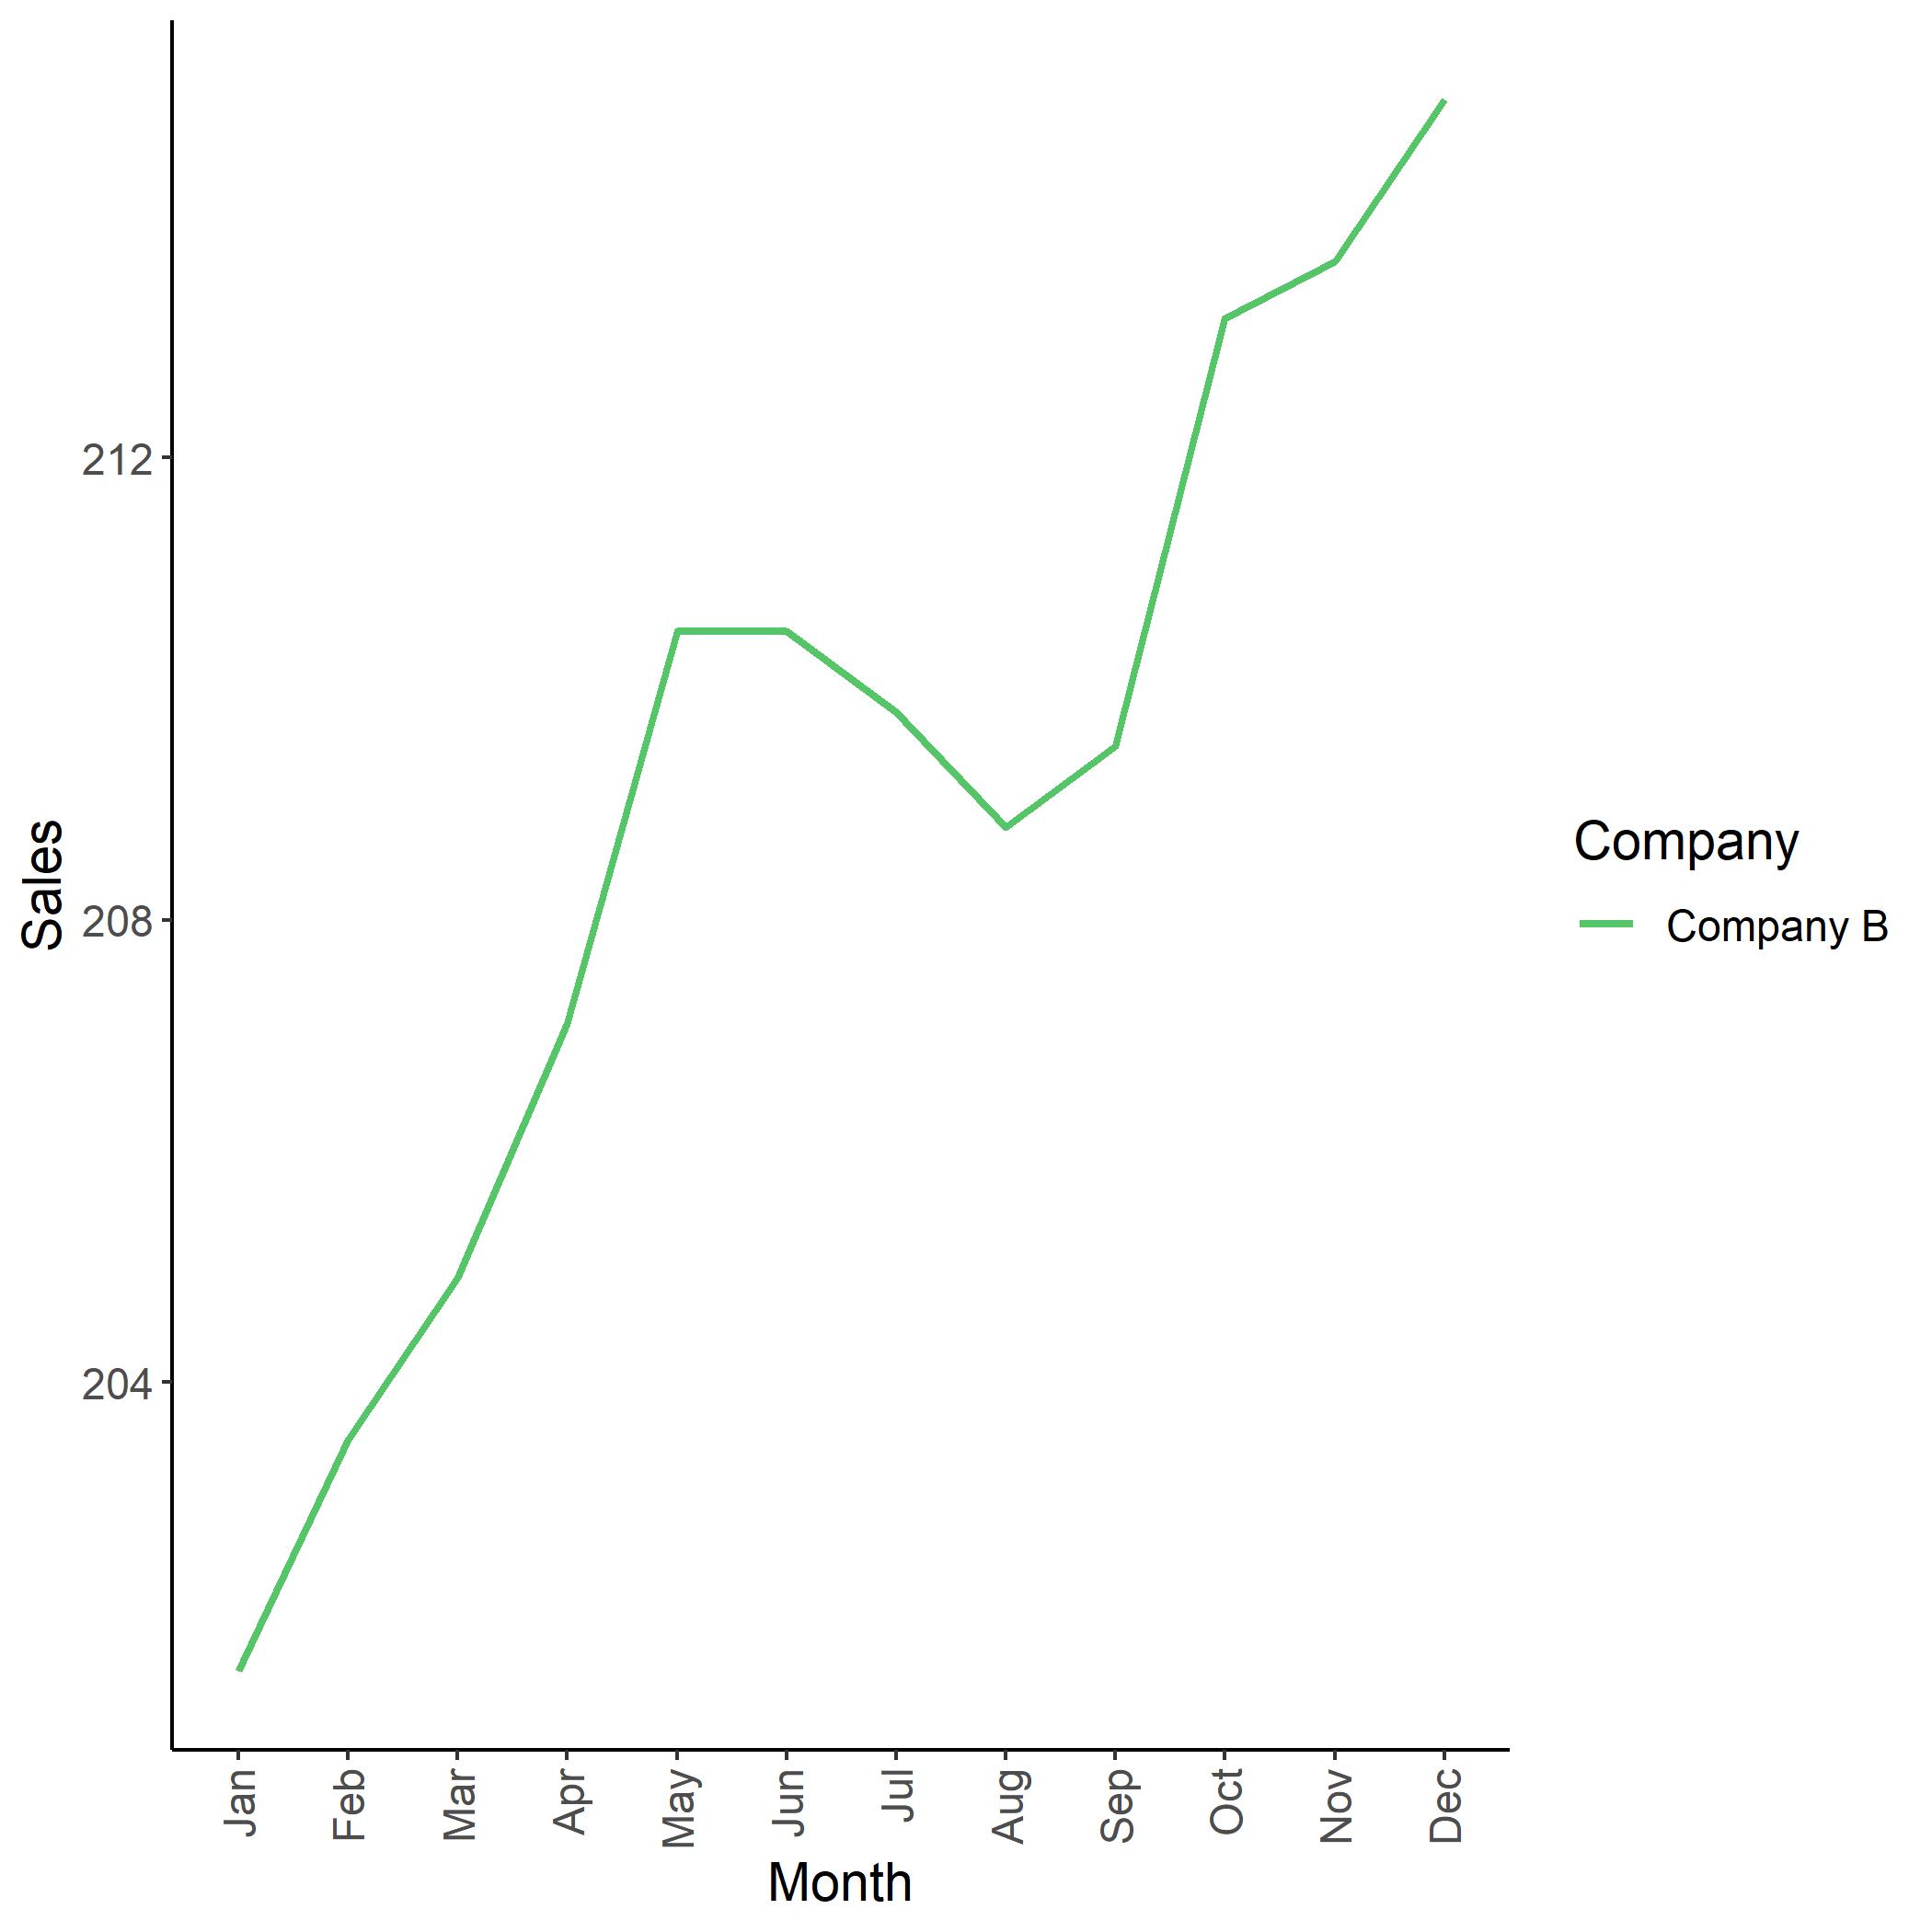 212
208
204
Sales
Jan
Feb
Mar
Apr
May
Jun
Jul
Aug
Sep
Oct
Nov
Dec
Month
Company
Company B